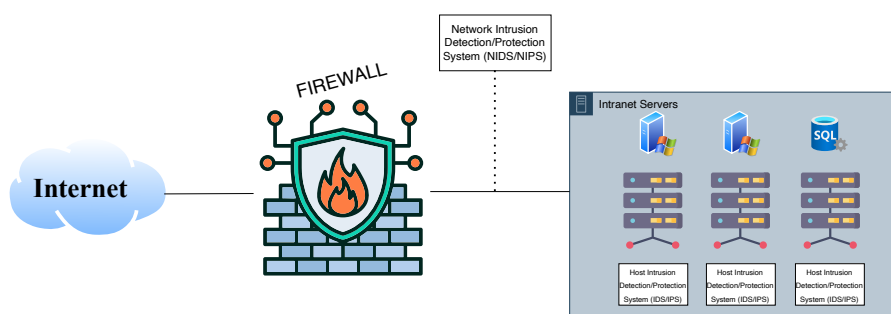 Network Intrusion
Detection/Protection
System (NIDS/NIPS)
FIREWALL
Internet
Intranet Servers
SQL
Host Intrusion
Detection/Protection
System (IDS/IPS)
Host Intrusion
Detection/Protection
System (IDS/IPS)
Host Intrusion
Detection/Protection
System (IDS/IPS)